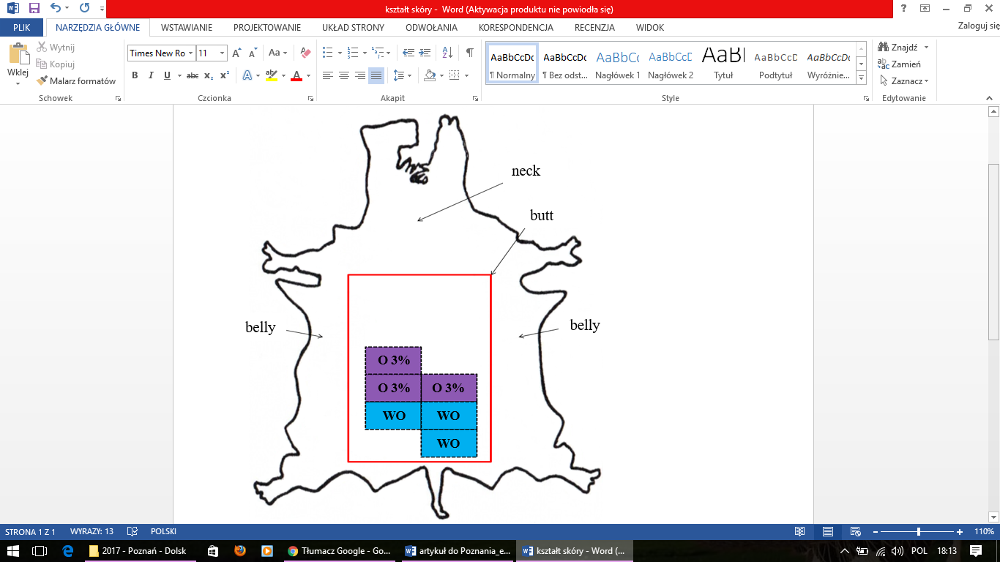 kształt skóry - Word (Aktywacja produktu nie powiodła się)
PLIK NARZĘDZIA GŁÓWNE WSTAWIANIE PROJEKTOWANIE UKŁAD STRONY ODWOŁANIA KORESPONDENCJA RECENZJA WIDOK Zaloguj się
Wklej
Wytnij
Kopiuj
Malarz formatów
Schowek
Times New Ro 11
Czcionka
Akapit
AaBbCcDc AaBbCcDc AaBbCc AaBbCcD AaBl AaBbCcD AaBbCcDc
¶ Normalny ¶ Bez odst... Nagłówek 1 Nagłówek 2 Tytuł Podtytuł Wyróżnie...
Style
Znajdź
Zamień
Zaznacz
Edytowanie
neck
butt
belly
belly
O 3%
O 3% O 3%
WO WO
WO
STRONA 1 Z 1 WYRAZY: 13 POLSKI 110%
2017 - Poznań - Dolsk Tłumacz Google - Go... artykuł do Poznania_e... kształt skóry - Word (... POL 18:13